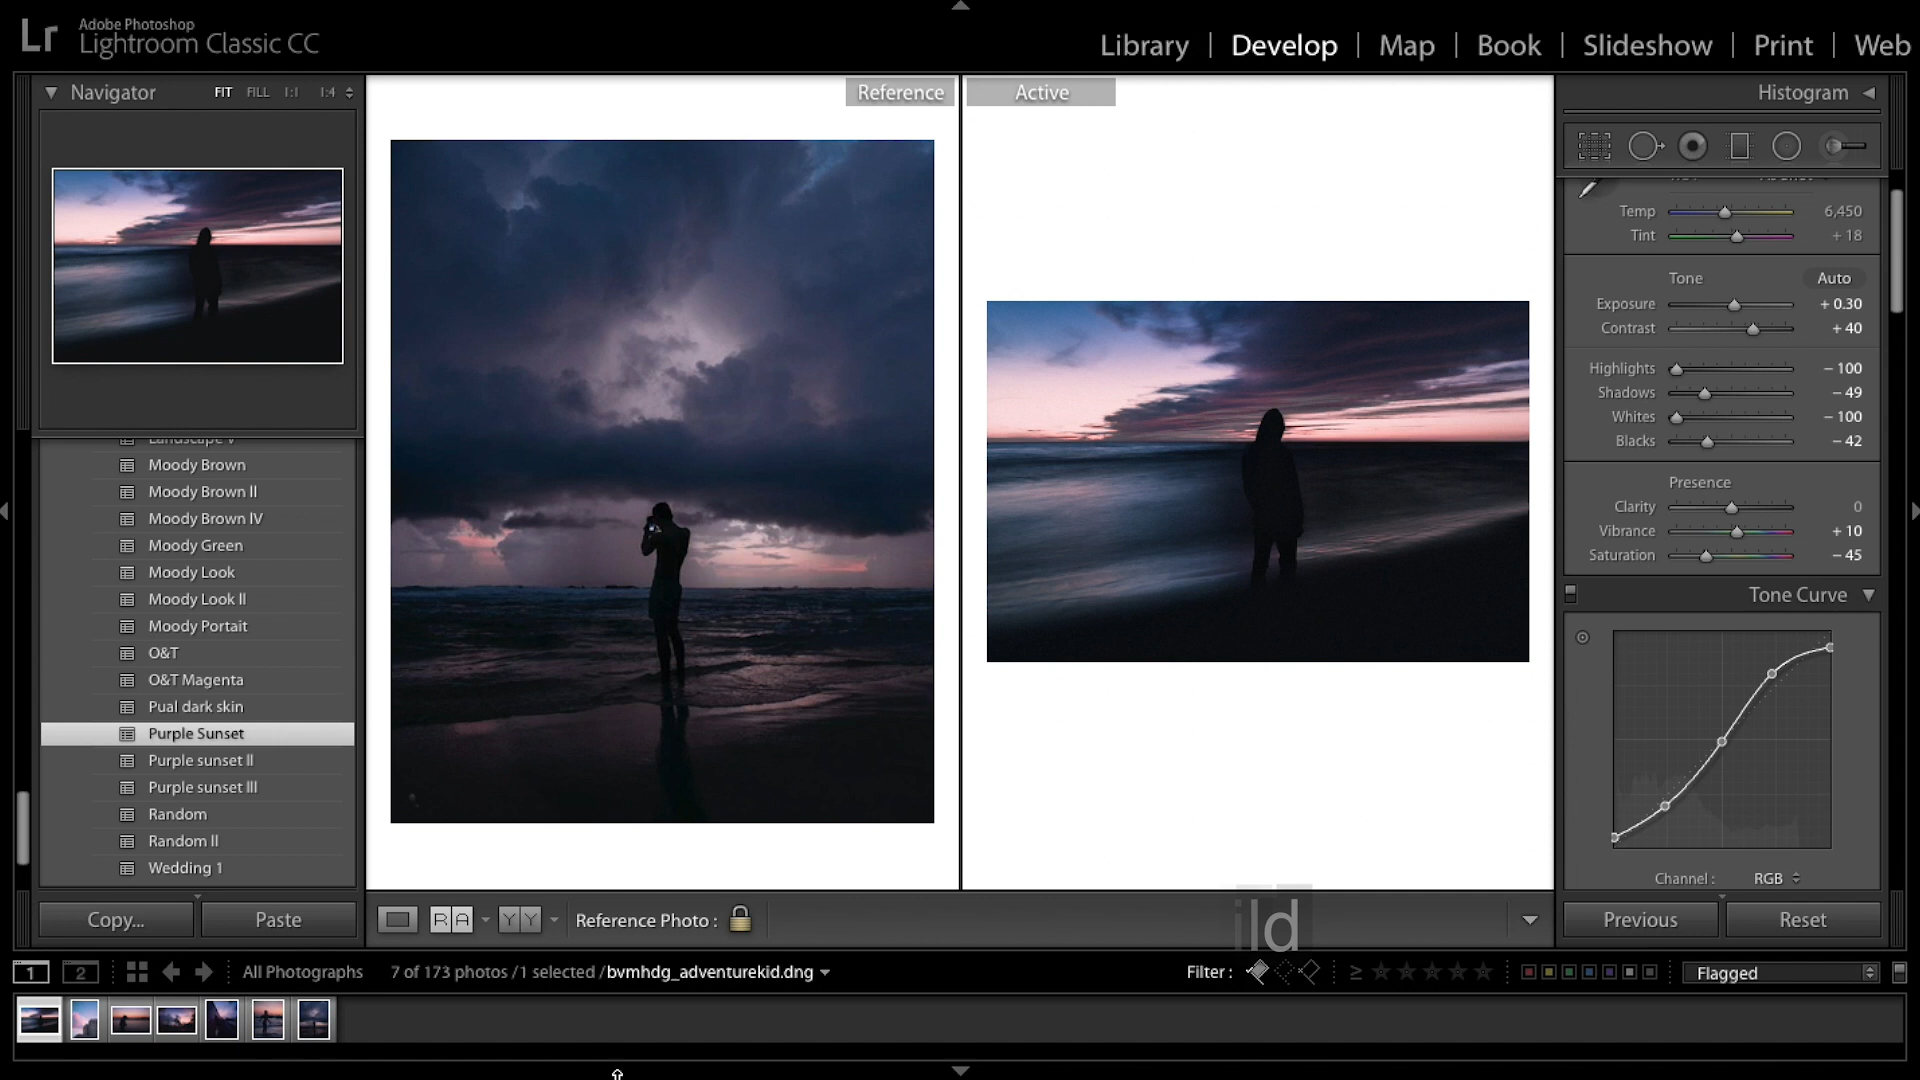 Lr
Adobe Photoshop
Lightroom Classic CC
Library | Develop | Map | Book | Slideshow | Print | Web
Navigator FIT FILL 1:1 1:4
Reference
Active
Histogram
Temp 6,450
Tint + 18
Tone Auto
Exposure + 0.30
Contrast + 40
Highlights – 100
Shadows – 49
Whites – 100
Blacks – 42
Presence
Clarity 0
Vibrance + 10
Saturation – 45
Tone Curve
Channel : RGB
Landscape V
Moody Brown
Moody Brown II
Moody Brown IV
Moody Green
Moody Look
Moody Look II
Moody Portait
O&T
O&T Magenta
Pual dark skin
Purple Sunset
Purple sunset II
Purple sunset III
Random
Random II
Wedding 1
Copy... Paste
R A Y Y Reference Photo :
ild
Previous Reset
1 2 All Photographs 7 of 173 photos /1 selected /bvmhdg_adventurekid.dng
Filter : ≥ Flagged